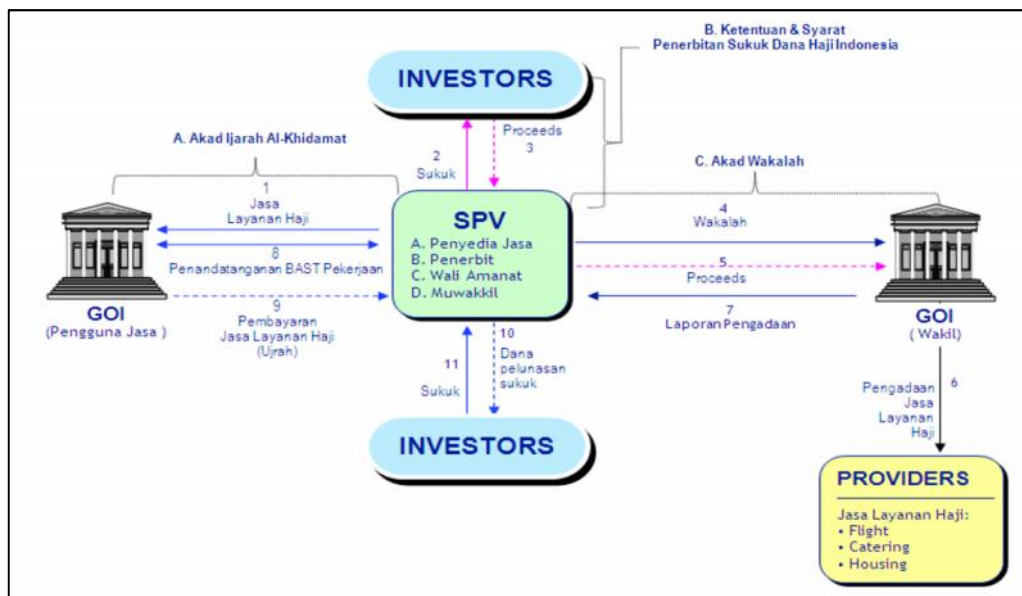 B. Ketentuan & Syarat
Penerbitan Sukuk Dana Haji Indonesia
INVESTORS
A. Akad Ijarah Al-Khidamat
Proceeds
3
2
Sukuk
C. Akad Wakalah
1
Jasa
Layanan Haji
8
Penandatanganan BAST Pekerjaan
GOI
(Pengguna Jasa )
9
Pembayaran
Jasa Layanan Haji
(Ujrah)
SPV
A. Penyedia Jasa
B. Penerbit
C. Wali Amanat
D. Muwakkil
4
Wakalah
5
Proceeds
7
Laporan Pengadaan
GOI
( Wakil)
10
Dana
pelunasan
sukuk
11
Sukuk
INVESTORS
6
Pengadaan
Jasa
Layanan
Haji
PROVIDERS
Jasa Layanan Haji:
• Flight
• Catering
• Housing